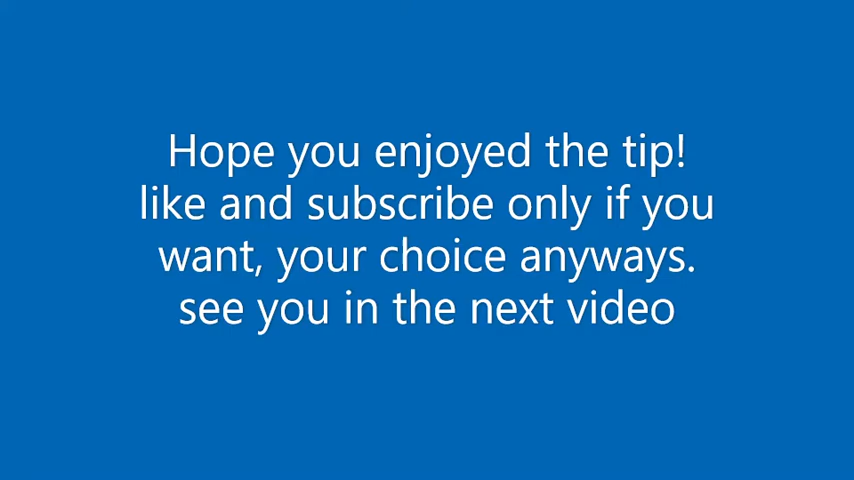 Hope you enjoyed the tip!
like and subscribe only if you
want, your choice anyways.
see you in the next video